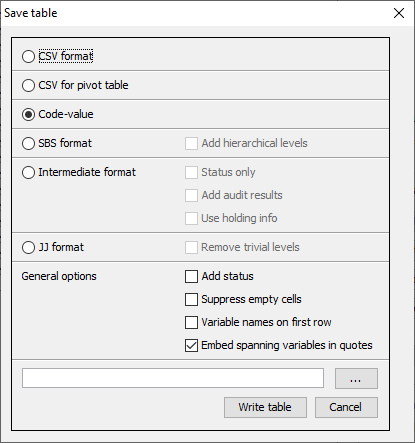 Save table
CSV format
CSV for pivot table
Code-value
SBS format Add hierarchical levels
Intermediate format Status only
Add audit results
Use holding info
JJ format Remove trivial levels
General options Add status
Suppress empty cells
Variable names on first row
Embed spanning variables in quotes
...
Write table Cancel